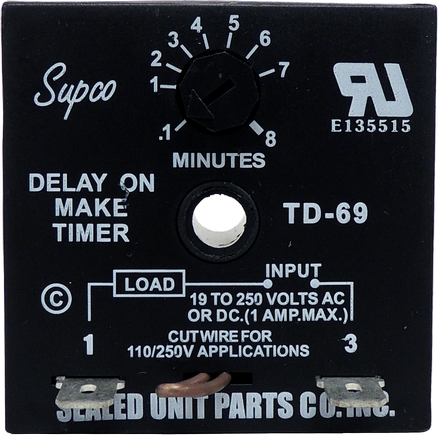 5
4
6
3
2
7
1
.1
8
Supco
E135515
MINUTES
DELAY ON
MAKE
TIMER
TD-69
INPUT
LOAD
©
19 TO 250 VOLTS AC
OR DC.(1 AMP.MAX.)
1
3
CUT WIRE FOR
110/250V APPLICATIONS
SEALED UNIT PARTS CO. INC.